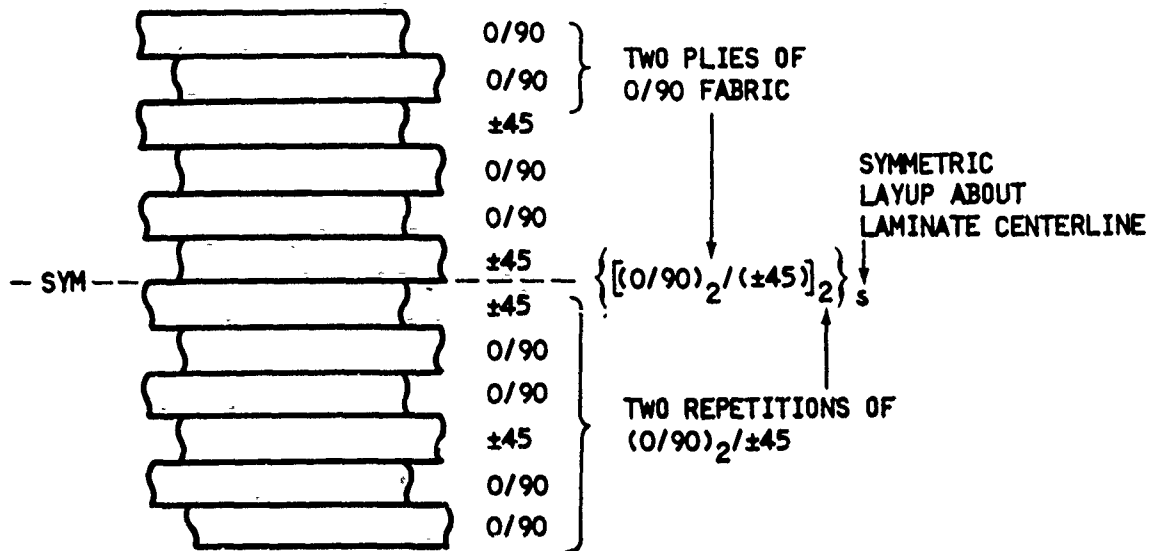 0/90
0/90
±45
0/90
0/90
±45
±45
0/90
0/90
±45
0/90
0/90
TWO PLIES OF
0/90 FABRIC
SYMMETRIC
LAYUP ABOUT
LAMINATE CENTERLINE
SYM
{[(0/90)2/(±45)]2}s
TWO REPETITIONS OF
(0/90)2/±45